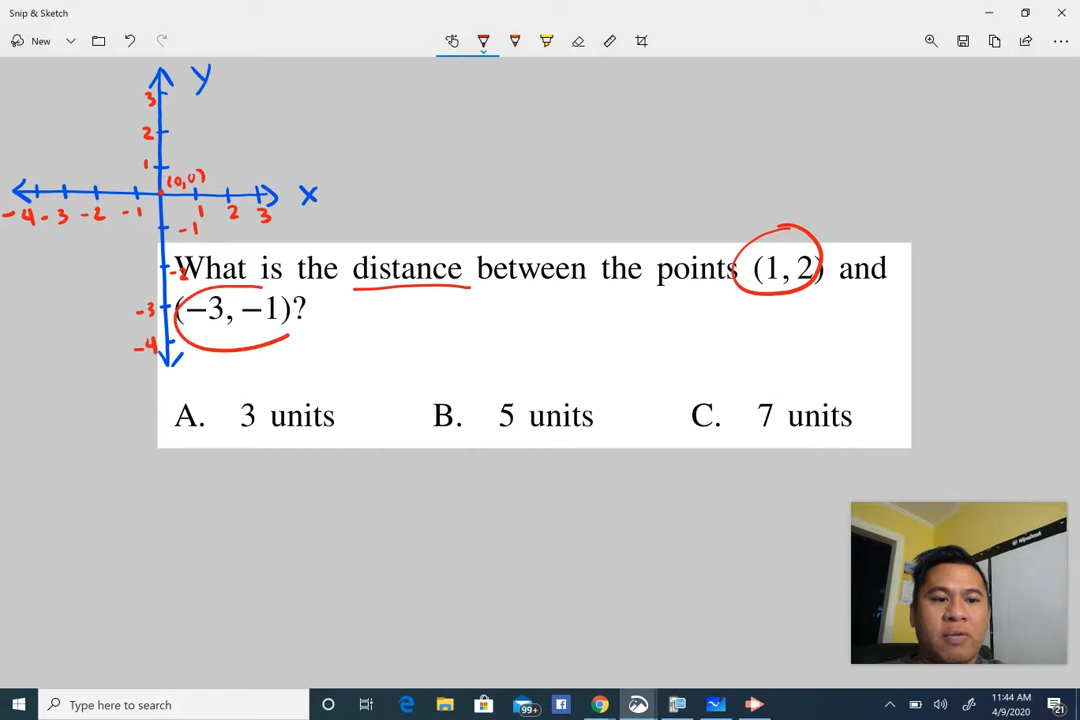 Snip & Sketch
New
y
3
2
1
(0,0)
x
-4 -3 -2 -1 1 2 3
-1
-2
-3
-4
What is the distance between the points (1, 2) and
(−3, −1)?
A. 3 units B. 5 units C. 7 units
Type here to search
99+
11:44 AM
4/9/2020
21